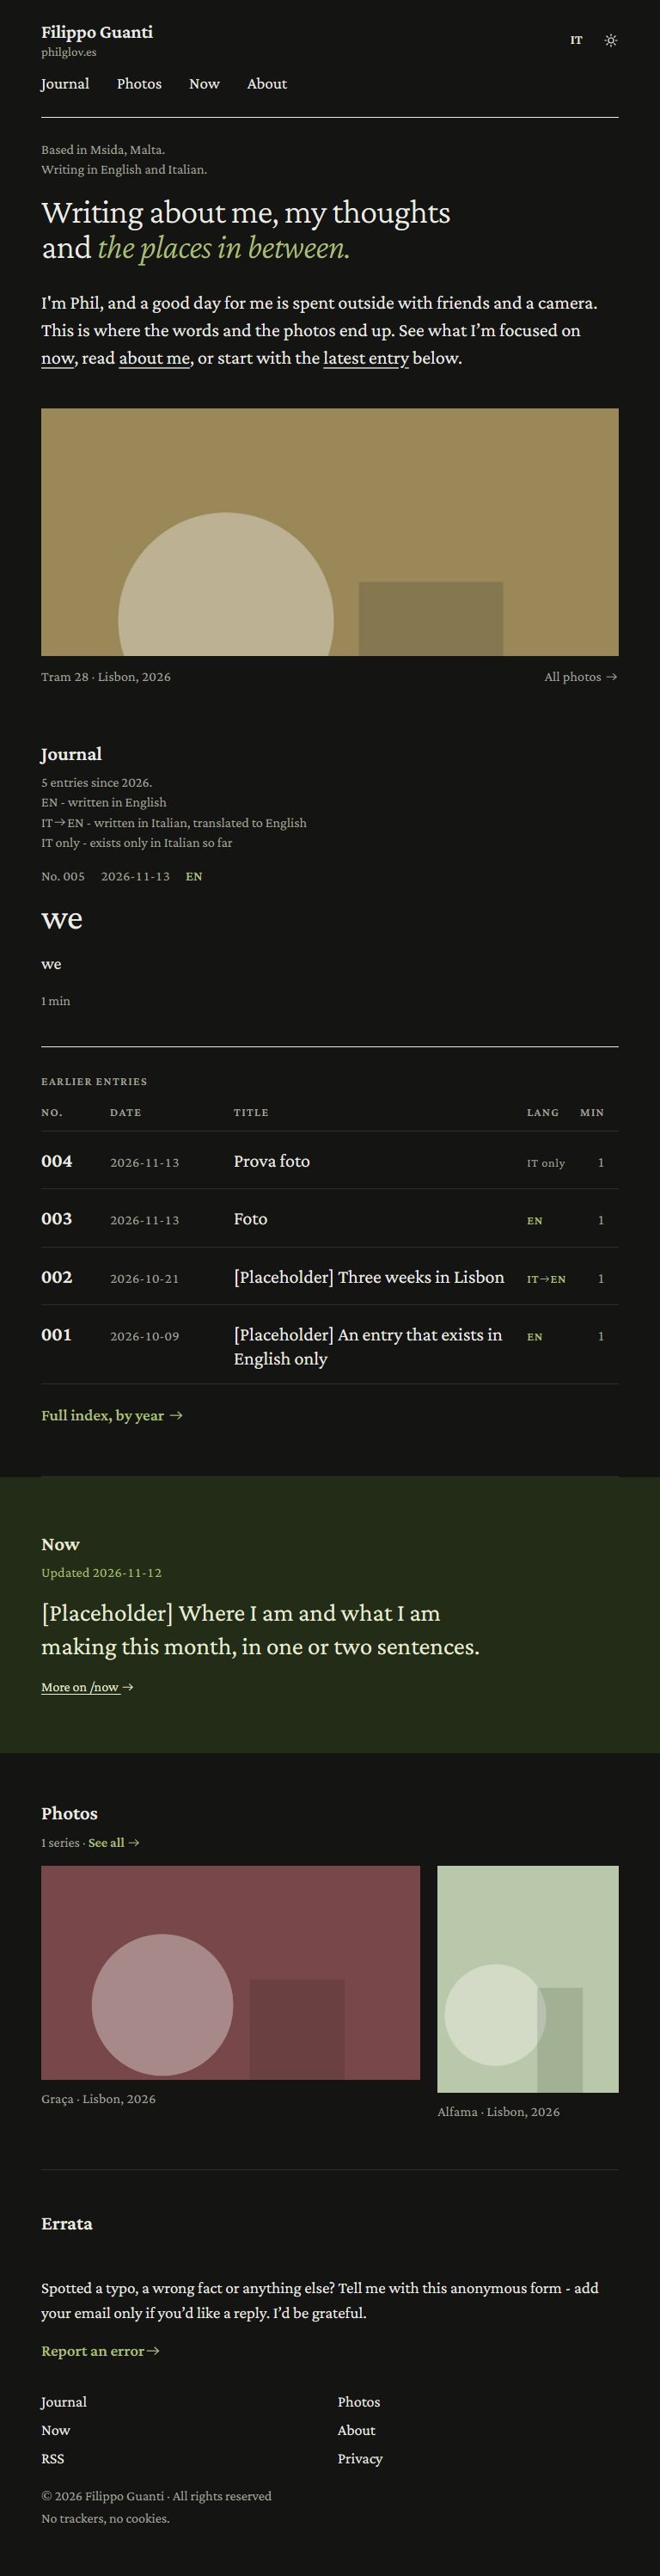 Filippo Guanti
philglov.es
IT
Journal Photos Now About
Based in Msida, Malta.
Writing in English and Italian.
Writing about me, my thoughts
and the places in between.
I'm Phil, and a good day for me is spent outside with friends and a camera.
This is where the words and the photos end up. See what I’m focused on
now, read about me, or start with the latest entry below.
Tram 28 · Lisbon, 2026
All photos →
Journal
5 entries since 2026.
EN - written in English
IT→EN - written in Italian, translated to English
IT only - exists only in Italian so far
No. 005 2026-11-13 EN
we
we
1 min
EARLIER ENTRIES
NO. DATE TITLE LANG MIN
004 2026-11-13 Prova foto IT only 1
003 2026-11-13 Foto EN 1
002 2026-10-21 [Placeholder] Three weeks in Lisbon IT→EN 1
001 2026-10-09 [Placeholder] An entry that exists in EN 1
English only
Full index, by year →
Now
Updated 2026-11-12
[Placeholder] Where I am and what I am
making this month, in one or two sentences.
More on /now →
Photos
1 series · See all →
Graça · Lisbon, 2026
Alfama · Lisbon, 2026
Errata
Spotted a typo, a wrong fact or anything else? Tell me with this anonymous form - add
your email only if you’d like a reply. I’d be grateful.
Report an error→
Journal Photos
Now About
RSS Privacy
© 2026 Filippo Guanti · All rights reserved
No trackers, no cookies.